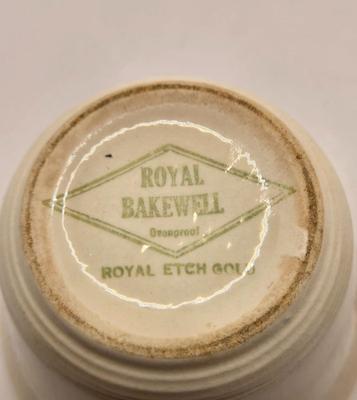 ROYAL
BAKEWELL
Ovenproof
ROYAL ETCH GOLD